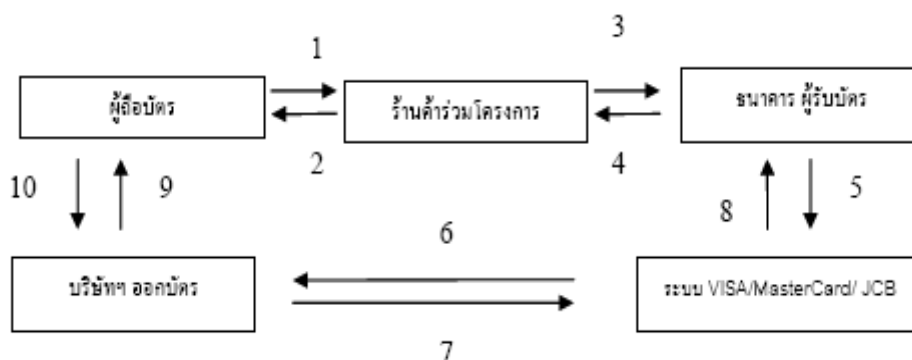 1
3
ผู้ถือบัตร
ร้านค้าร่วมโครงการ
ธนาคาร ผู้รับบัตร
2
4
10
9
8
5
6
บริษัทฯ ออกบัตร
ระบบ VISA/MasterCard/ JCB
7